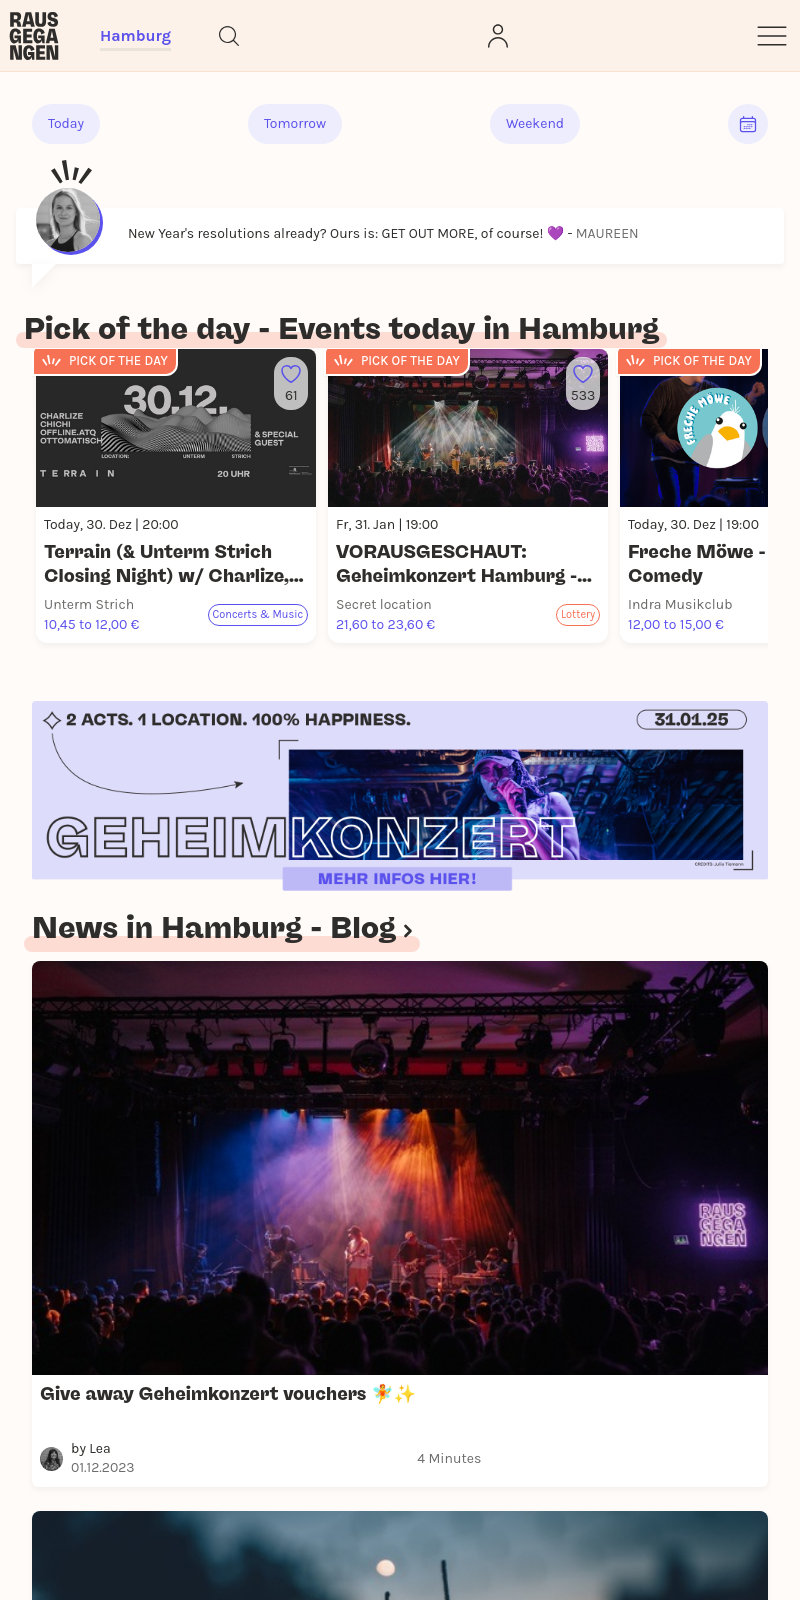 RAUS
GEGA
NGEN
Hamburg
Today
Tomorrow
Weekend
New Year's resolutions already? Ours is: GET OUT MORE, of course! 💜 - MAUREEN
Pick of the day - Events today in Hamburg
PICK OF THE DAY
61
30.12.
CHARLIZE
CHICHI
OFFLINE.ATQ
OTTOMATISCH
& SPECIAL
GUEST
LOCATION:
UNTERM
STRICH
TERRAIN
20 UHR
Today, 30. Dez | 20:00
Terrain (& Unterm Strich
Closing Night) w/ Charlize,...
Unterm Strich
10,45 to 12,00 €
Concerts & Music
PICK OF THE DAY
533
Fr, 31. Jan | 19:00
VORAUSGESCHAUT:
Geheimkonzert Hamburg -...
Secret location
21,60 to 23,60 €
Lottery
PICK OF THE DAY
FRECHE MÖWE
Today, 30. Dez | 19:00
Freche Möwe -
Comedy
Indra Musikclub
12,00 to 15,00 €
2 ACTS. 1 LOCATION. 100% HAPPINESS.
31.01.25
GEHEIMKONZERT
CREDITS: Julia Tiemann
MEHR INFOS HIER!
News in Hamburg - Blog ›
RAUS
GEGA
NGEN
Give away Geheimkonzert vouchers 🧚✨
by Lea
01.12.2023
4 Minutes